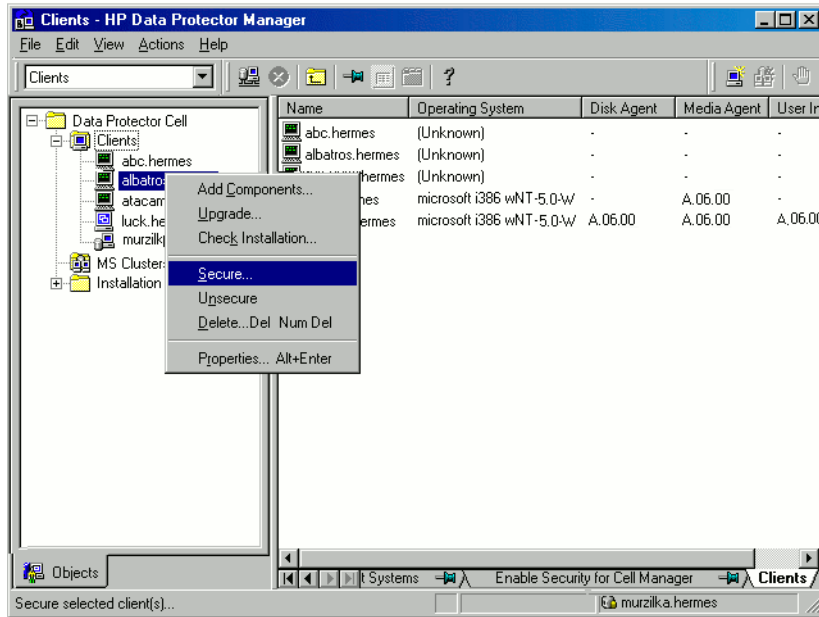 Clients - HP Data Protector Manager
File Edit View Actions Help
Clients
Name Operating System Disk Agent Media Agent User In
Data Protector Cell
Clients
abc.hermes
albatros
atacam
luck.he
murzilk
MS Cluster
Installation
abc.hermes (Unknown) - - -
albatros.hermes (Unknown) - - -
hermes (Unknown) - - -
mes microsoft i386 wNT-5.0-W - A.06.00 -
ermes microsoft i386 wNT-5.0-W A.06.00 A.06.00 A.06.00
Add Components...
Upgrade...
Check Installation...
Secure...
Unsecure
Delete...Del Num Del
Properties... Alt+Enter
Objects
t Systems Enable Security for Cell Manager Clients
Secure selected client(s)... murzilka.hermes